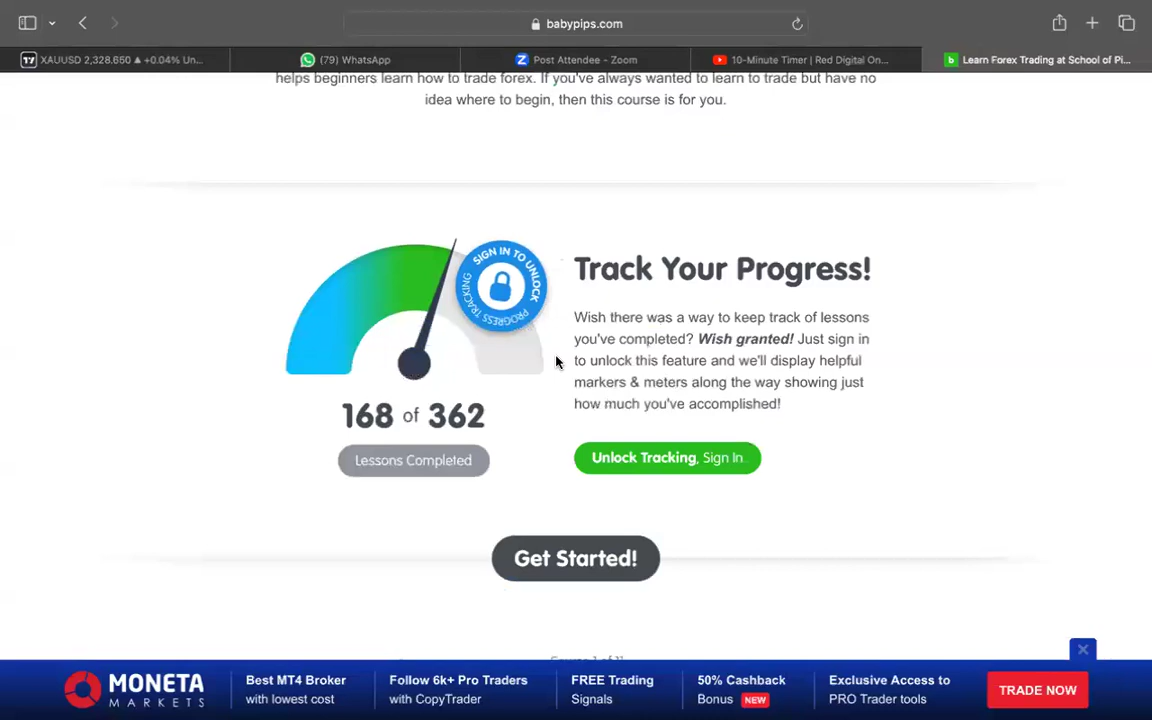 babypips.com
XAUUSD 2,328.650 ▲ +0.04% Un...
(79) WhatsApp
Post Attendee - Zoom
10-Minute Timer | Red Digital On...
Learn Forex Trading at School of Pi...
helps beginners learn how to trade forex. If you've always wanted to learn to trade but have no
idea where to begin, then this course is for you.
SIGN IN TO UNLOCK
PROGRESS TRACKING
Track Your Progress!
Wish there was a way to keep track of lessons
you've completed? Wish granted! Just sign in
to unlock this feature and we'll display helpful
markers & meters along the way showing just
how much you've accomplished!
168 of 362
Lessons Completed
Unlock Tracking, Sign In
Get Started!
MONETA
MARKETS
Best MT4 Broker
with lowest cost
Follow 6k+ Pro Traders
with CopyTrader
FREE Trading
Signals
50% Cashback
Bonus NEW
Exclusive Access to
PRO Trader tools
TRADE NOW